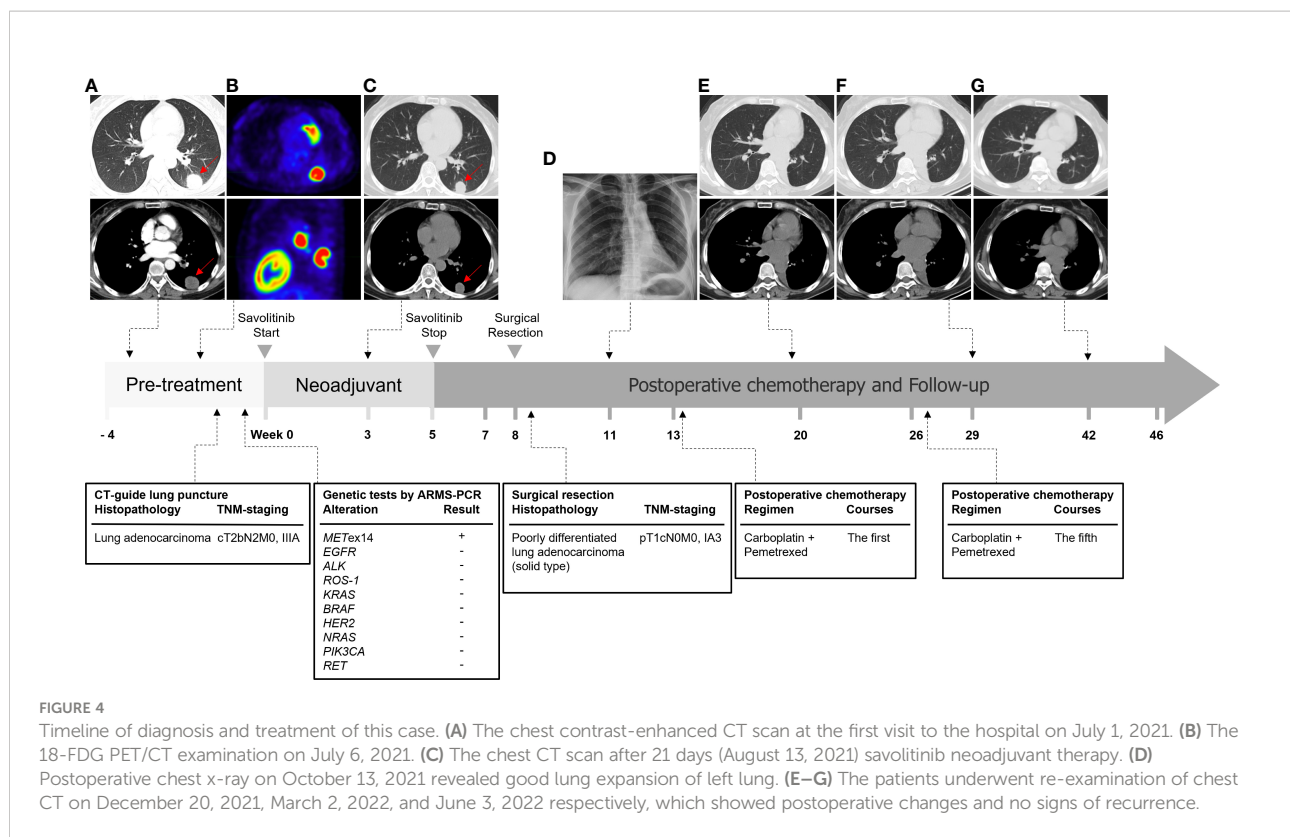 A
B
C
D
E
F
G
Savolitinib
Start
Savolitinib
Stop
Surgical
Resection
Pre-treatment
Neoadjuvant
Postoperative chemotherapy and Follow-up
- 4
Week 0
3
5
7
8
11
13
20
26
29
42
46
CT-guide lung puncture
Histopathology TNM-staging
Lung adenocarcinoma cT2bN2M0, IIIA
Genetic tests by ARMS-PCR
Alteration Result
METex14 +
EGFR -
ALK -
ROS-1 -
KRAS -
BRAF -
HER2 -
NRAS -
PIK3CA -
RET -
Surgical resection
Histopathology TNM-staging
Poorly differentiated pT1cN0M0, IA3
lung adenocarcinoma
(solid type)
Postoperative chemotherapy
Regimen Courses
Carboplatin + The first
Pemetrexed
Postoperative chemotherapy
Regimen Courses
Carboplatin + The fifth
Pemetrexed
FIGURE 4
Timeline of diagnosis and treatment of this case. (A) The chest contrast-enhanced CT scan at the first visit to the hospital on July 1, 2021. (B) The
18-FDG PET/CT examination on July 6, 2021. (C) The chest CT scan after 21 days (August 13, 2021) savolitinib neoadjuvant therapy. (D)
Postoperative chest x-ray on October 13, 2021 revealed good lung expansion of left lung. (E–G) The patients underwent re-examination of chest
CT on December 20, 2021, March 2, 2022, and June 3, 2022 respectively, which showed postoperative changes and no signs of recurrence.